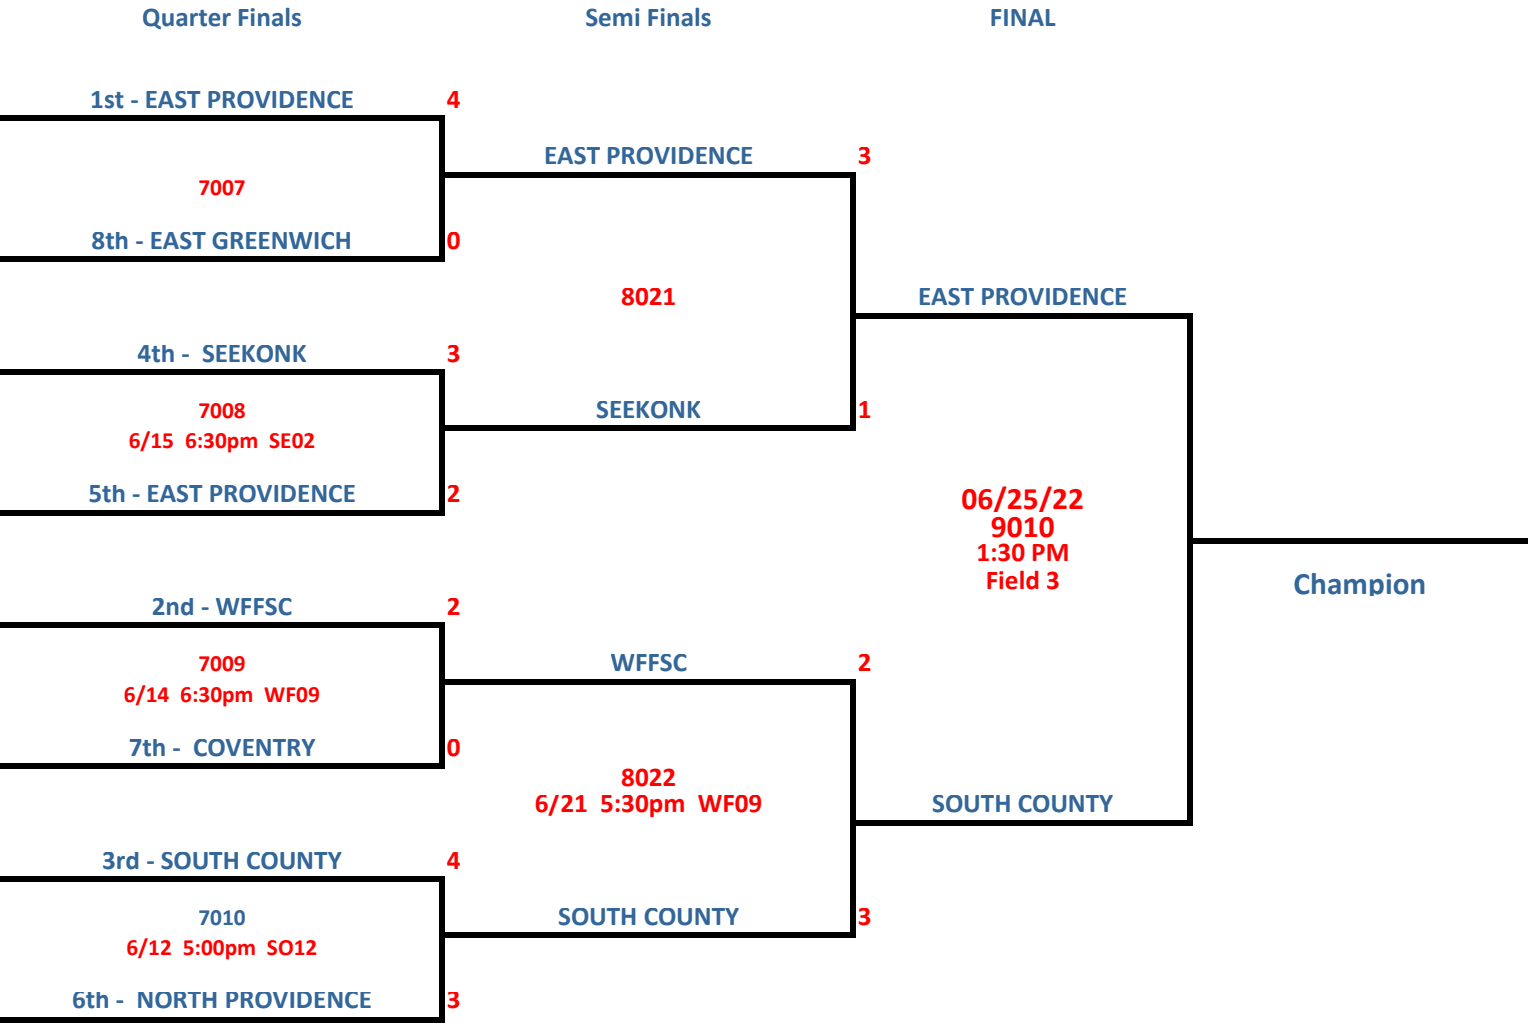 Quarter Finals
Semi Finals
FINAL
1st - EAST PROVIDENCE 4
7007
8th - EAST GREENWICH 0
4th - SEEKONK 3
7008
6/15 6:30pm SE02
5th - EAST PROVIDENCE 2
2nd - WFFSC 2
7009
6/14 6:30pm WF09
7th - COVENTRY 0
3rd - SOUTH COUNTY 4
7010
6/12 5:00pm SO12
6th - NORTH PROVIDENCE 3
EAST PROVIDENCE 3
8021
SEEKONK 1
WFFSC 2
8022
6/21 5:30pm WF09
SOUTH COUNTY 3
EAST PROVIDENCE
06/25/22
9010
1:30 PM
Field 3
SOUTH COUNTY
Champion